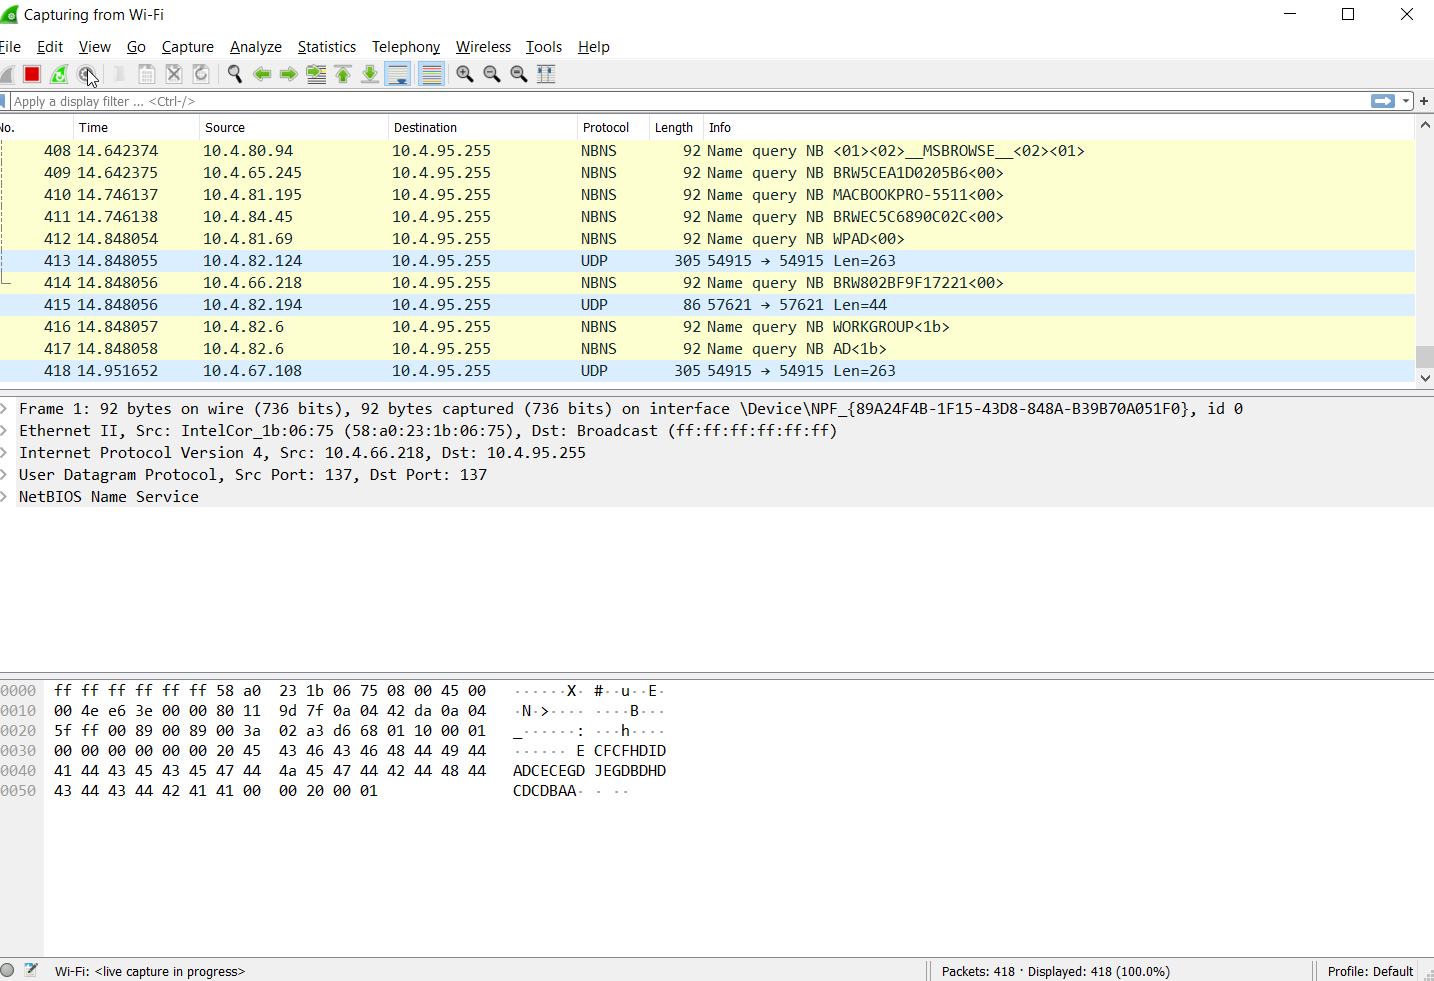 Capturing from Wi-Fi
File Edit View Go Capture Analyze Statistics Telephony Wireless Tools Help
Apply a display filter ... <Ctrl-/>
No. Time Source Destination Protocol Length Info
408 14.642374 10.4.80.94 10.4.95.255 NBNS 92 Name query NB <01><02>__MSBROWSE__<02><01>
409 14.642375 10.4.65.245 10.4.95.255 NBNS 92 Name query NB BRW5CEA1D0205B6<00>
410 14.746137 10.4.81.195 10.4.95.255 NBNS 92 Name query NB MACBOOKPRO-5511<00>
411 14.746138 10.4.84.45 10.4.95.255 NBNS 92 Name query NB BRWEC5C6890C02C<00>
412 14.848054 10.4.81.69 10.4.95.255 NBNS 92 Name query NB WPAD<00>
413 14.848055 10.4.82.124 10.4.95.255 UDP 305 54915 → 54915 Len=263
414 14.848056 10.4.66.218 10.4.95.255 NBNS 92 Name query NB BRW802BF9F17221<00>
415 14.848056 10.4.82.194 10.4.95.255 UDP 86 57621 → 57621 Len=44
416 14.848057 10.4.82.6 10.4.95.255 NBNS 92 Name query NB WORKGROUP<1b>
417 14.848058 10.4.82.6 10.4.95.255 NBNS 92 Name query NB AD<1b>
418 14.951652 10.4.67.108 10.4.95.255 UDP 305 54915 → 54915 Len=263
Frame 1: 92 bytes on wire (736 bits), 92 bytes captured (736 bits) on interface \Device\NPF_{89A24F4B-1F15-43D8-848A-B39B70A051F0}, id 0
Ethernet II, Src: IntelCor_1b:06:75 (58:a0:23:1b:06:75), Dst: Broadcast (ff:ff:ff:ff:ff:ff)
Internet Protocol Version 4, Src: 10.4.66.218, Dst: 10.4.95.255
User Datagram Protocol, Src Port: 137, Dst Port: 137
NetBIOS Name Service
0000 ff ff ff ff ff ff 58 a0 23 1b 06 75 08 00 45 00 ······X· #··u··E·
0010 00 4e e6 3e 00 00 80 11 9d 7f 0a 04 42 da 0a 04 ·N·>···· ····B···
0020 5f ff 00 89 00 89 00 3a 02 a3 d6 68 01 10 00 01 _······: ···h····
0030 00 00 00 00 00 00 20 45 43 46 43 46 48 44 49 44 ······ E CFCFHDID
0040 41 44 43 45 43 45 47 44 4a 45 47 44 42 44 48 44 ADCECEGD JEGDBDHD
0050 43 44 43 44 42 41 41 00 00 20 00 01 CDCDBAA· · ··
Wi-Fi: <live capture in progress> Packets: 418 · Displayed: 418 (100.0%) Profile: Default